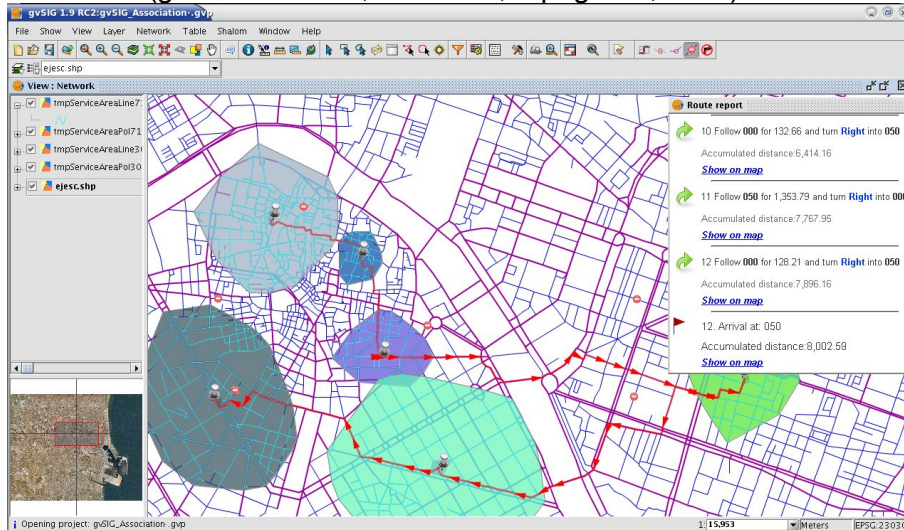 gvSIG 1.9 RC2:gvSIG_Association-.gvp
File Show View Layer Network Table Shalom Window Help
ejesc.shp
View : Network
tmpServiceAreaLine7
tmpServiceAreaPol71
tmpServiceAreaLine3
tmpServiceAreaPol30
ejesc.shp
Route report
10 Follow 000 for 132.66 and turn Right into 050
Accumulated distance:6,414.16
Show on map
11 Follow 050 for 1,353.79 and turn Right into 000
Accumulated distance:7,767.95
Show on map
12 Follow 000 for 128.21 and turn Right into 050
Accumulated distance:7,896.16
Show on map
12. Arrival at: 050
Accumulated distance:8,002.59
Show on map
Opening project: gvSIG_Association-.gvp
1: 15,953 Meters EPSG:2303